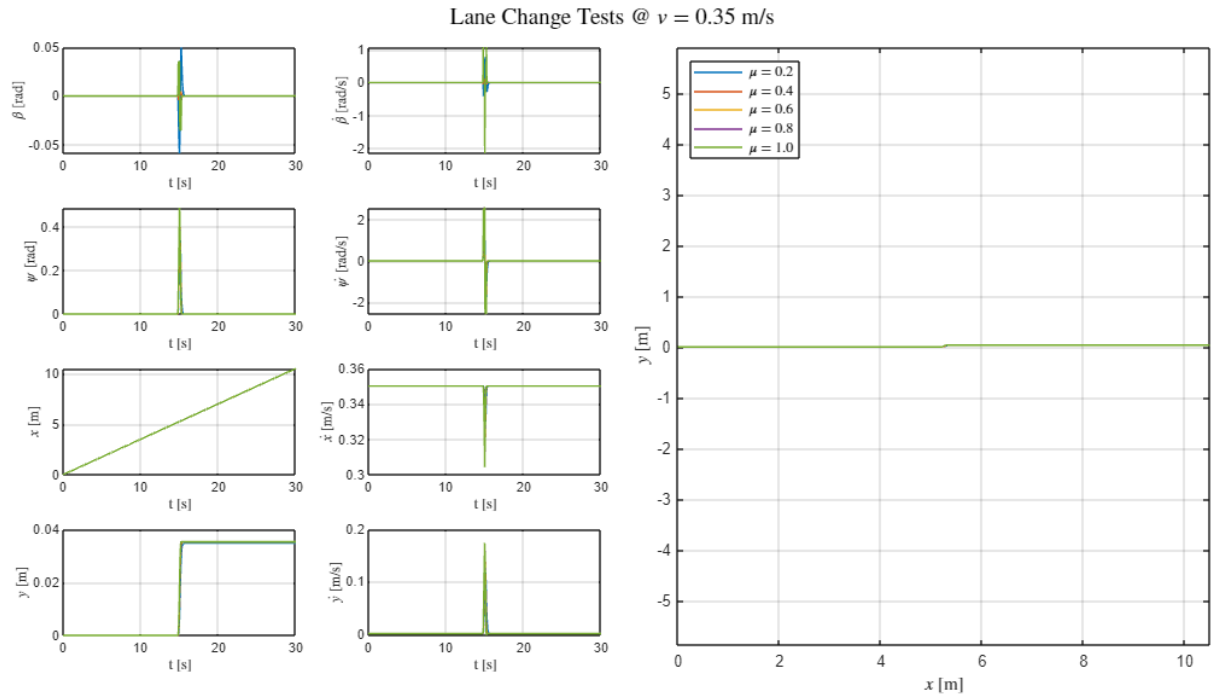 Lane Change Tests @ v = 0.35 m/s
0.05
0
-0.05
β [rad]
0 10 20 30
t [s]
1
0
-1
-2
β̇ [rad/s]
0 10 20 30
t [s]
0.4
0.2
0
ψ [rad]
0 10 20 30
t [s]
2
0
-2
ψ̇ [rad/s]
0 10 20 30
t [s]
10
5
0
x [m]
0 10 20 30
t [s]
0.36
0.34
0.32
0.3
ẋ [m/s]
0 10 20 30
t [s]
0.04
0.02
0
y [m]
0 10 20 30
t [s]
0.2
0.1
0
ẏ [m/s]
0 10 20 30
t [s]
μ = 0.2
μ = 0.4
μ = 0.6
μ = 0.8
μ = 1.0
5
4
3
2
1
0
-1
-2
-3
-4
-5
y [m]
0 2 4 6 8 10
x [m]